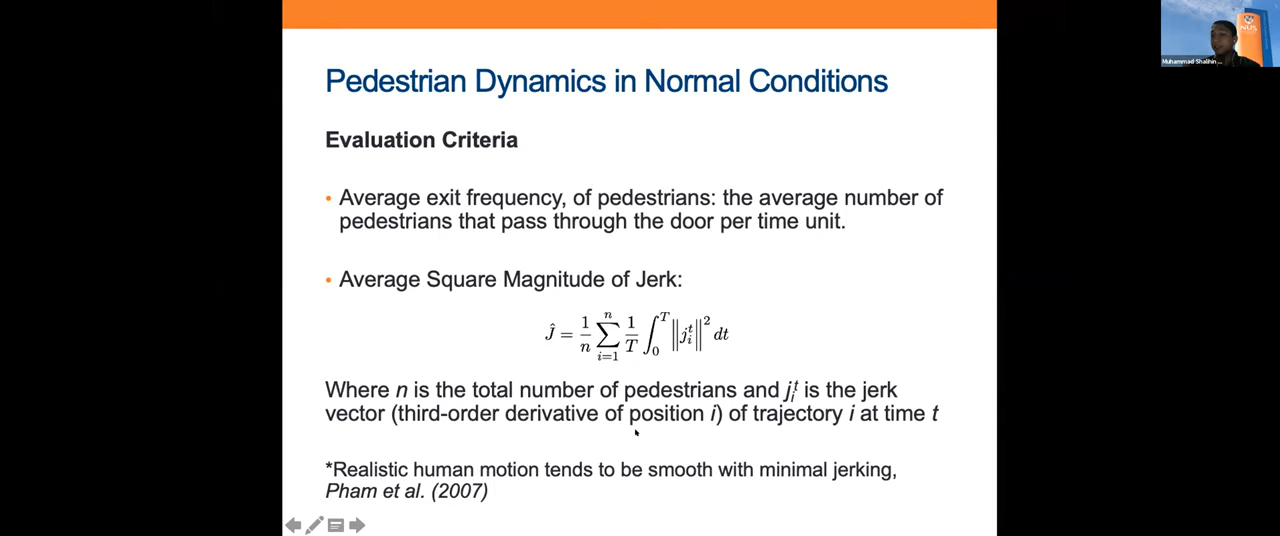 Pedestrian Dynamics in Normal Conditions
Evaluation Criteria
• Average exit frequency, of pedestrians: the average number of
pedestrians that pass through the door per time unit.
• Average Square Magnitude of Jerk:
Ĵ = 1/n ∑_{i=1}^{n} 1/T ∫_0^T ‖j_i^t‖² dt
Where n is the total number of pedestrians and j_i^t is the jerk
vector (third-order derivative of position i) of trajectory i at time t
*Realistic human motion tends to be smooth with minimal jerking,
Pham et al. (2007)
NUS
Muhammad Shalihin ...